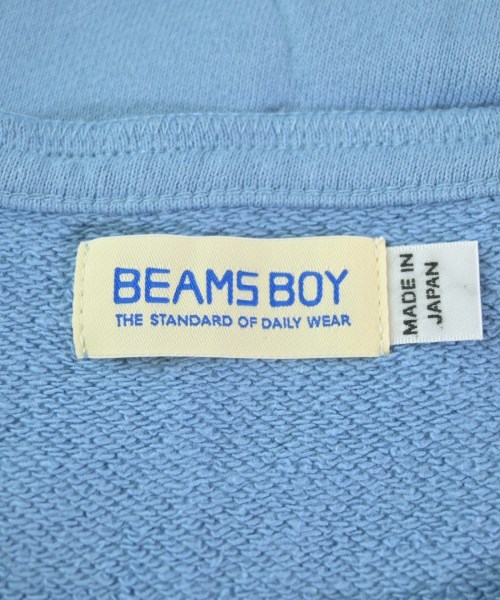 BEAMS BOY
THE STANDARD OF DAILY WEAR
MADE IN
JAPAN